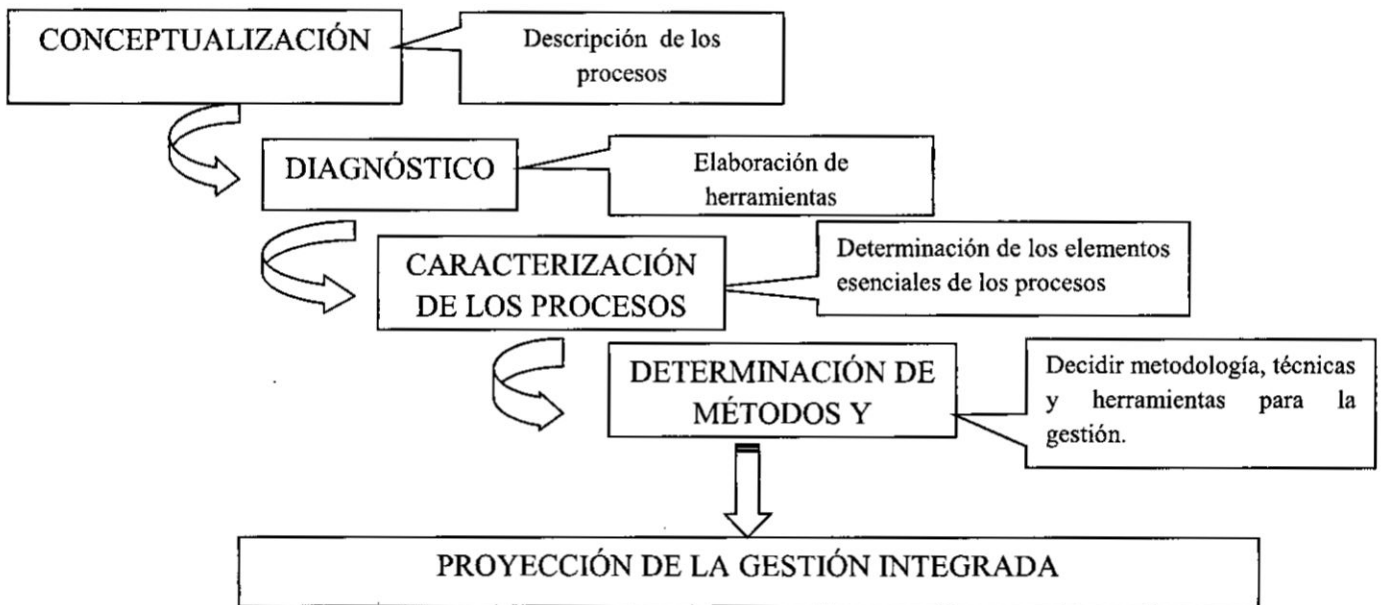 CONCEPTUALIZACIÓN
Descripción de los
procesos
DIAGNÓSTICO
Elaboración de
herramientas
CARACTERIZACIÓN
DE LOS PROCESOS
Determinación de los elementos
esenciales de los procesos
DETERMINACIÓN DE
MÉTODOS Y
Decidir metodología, técnicas
y herramientas para la
gestión.
PROYECCIÓN DE LA GESTIÓN INTEGRADA